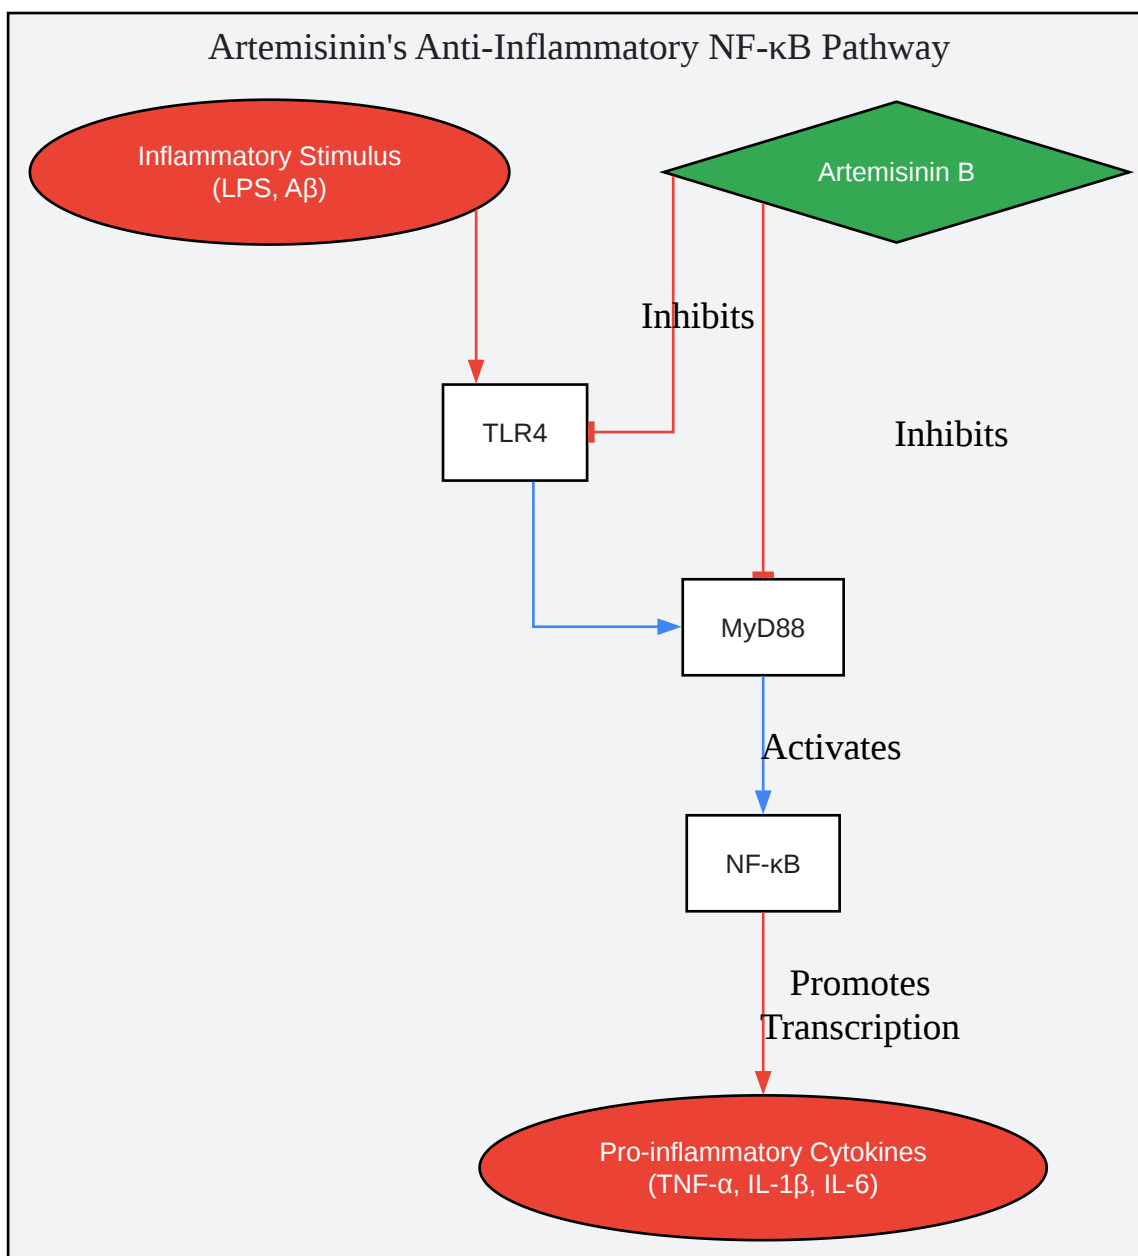 Artemisinin's Anti-Inflammatory NF-κB Pathway
Inflammatory Stimulus
(LPS, Aβ)
Artemisinin B
Inhibits
TLR4
Inhibits
MyD88
Activates
NF-κB
Promotes
Transcription
Pro-inflammatory Cytokines
(TNF-α, IL-1β, IL-6)